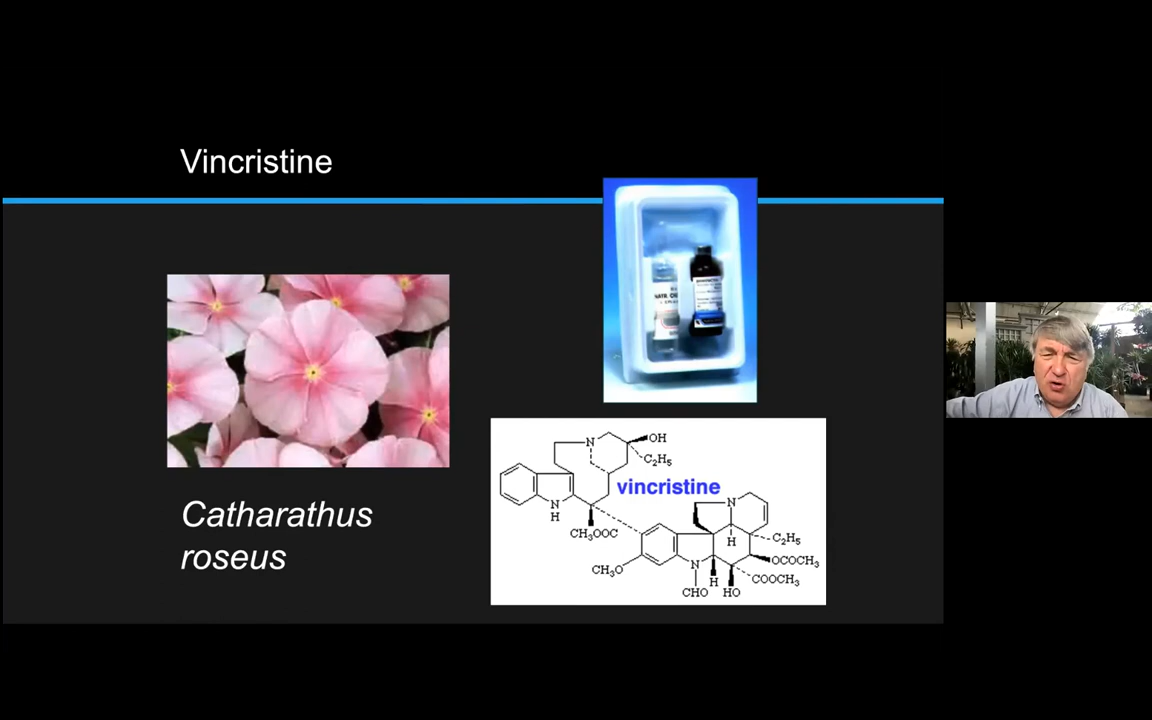 Vincristine
Catharathus
roseus
N
OH
C₂H₅
vincristine
N
H
CH₃OOC
N
H
C₂H₅
OCOCH₃
CH₃O
N
H
COOCH₃
CHO
HO